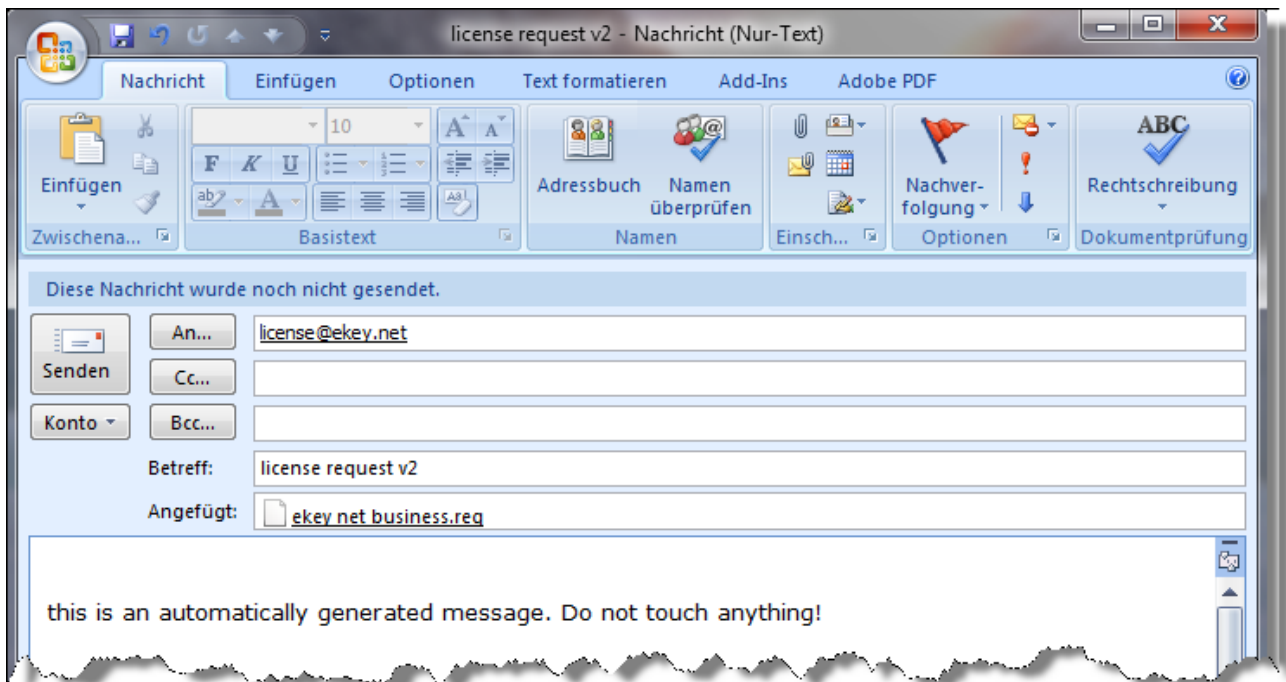 license request v2 - Nachricht (Nur-Text)
Nachricht Einfügen Optionen Text formatieren Add-Ins Adobe PDF
Einfügen
10
F K U
Adressbuch
Namen
überprüfen
Nachver-
folgung
ABC
Rechtschreibung
Zwischena... Basistext Namen Einsch... Optionen Dokumentprüfung
Diese Nachricht wurde noch nicht gesendet.
Senden
An... license@ekey.net
Cc...
Konto
Bcc...
Betreff: license request v2
Angefügt: ekey net business.req
this is an automatically generated message. Do not touch anything!